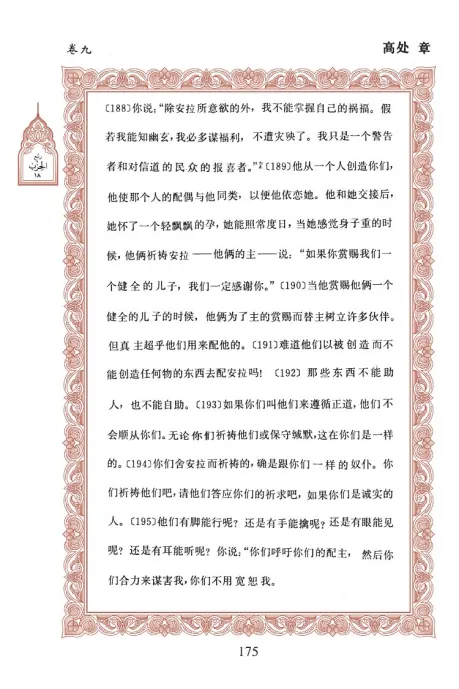 卷九
高处 章
ربع
الحزب
١٨
〔188〕你说:“除安拉所意欲的外，我不能掌握自己的祸福。假
若我能知幽玄，我必多谋福利，不遭灾殃了。我只是一个警告
者和对信道的民众的报喜者。”²〔189〕他从一个人创造你们，
他使那个人的配偶与他同类，以便他依恋她。他和她交接后，
她怀了一个轻飘飘的孕，她能照常度日，当她感觉身子重的时
候，他俩祈祷安拉——他俩的主——说:“如果你赏赐我们一
个健全的儿子，我们一定感谢你。”〔190〕当他赏赐他俩一个
健全的儿子的时候，他俩为了主的赏赐而替主树立许多伙伴。
但真主超乎他们用来配他的。〔191〕难道他们以被创造而不
能创造任何物的东西去配安拉吗!〔192〕那些东西不能助
人，也不能自助。〔193〕如果你们叫他们来遵循正道，他们不
会顺从你们。无论你们祈祷他们或保守缄默，这在你们是一样
的。〔194〕你们舍安拉而祈祷的，确是跟你们一样的奴仆。你
们祈祷他们吧，请他们答应你们的祈求吧，如果你们是诚实的
人。〔195〕他们有脚能行呢?还是有手能擒呢?还是有眼能见
呢?还是有耳能听呢?你说:“你们呼吁你们的配主，然后你
们合力来谋害我，你们不用宽恕我。
175